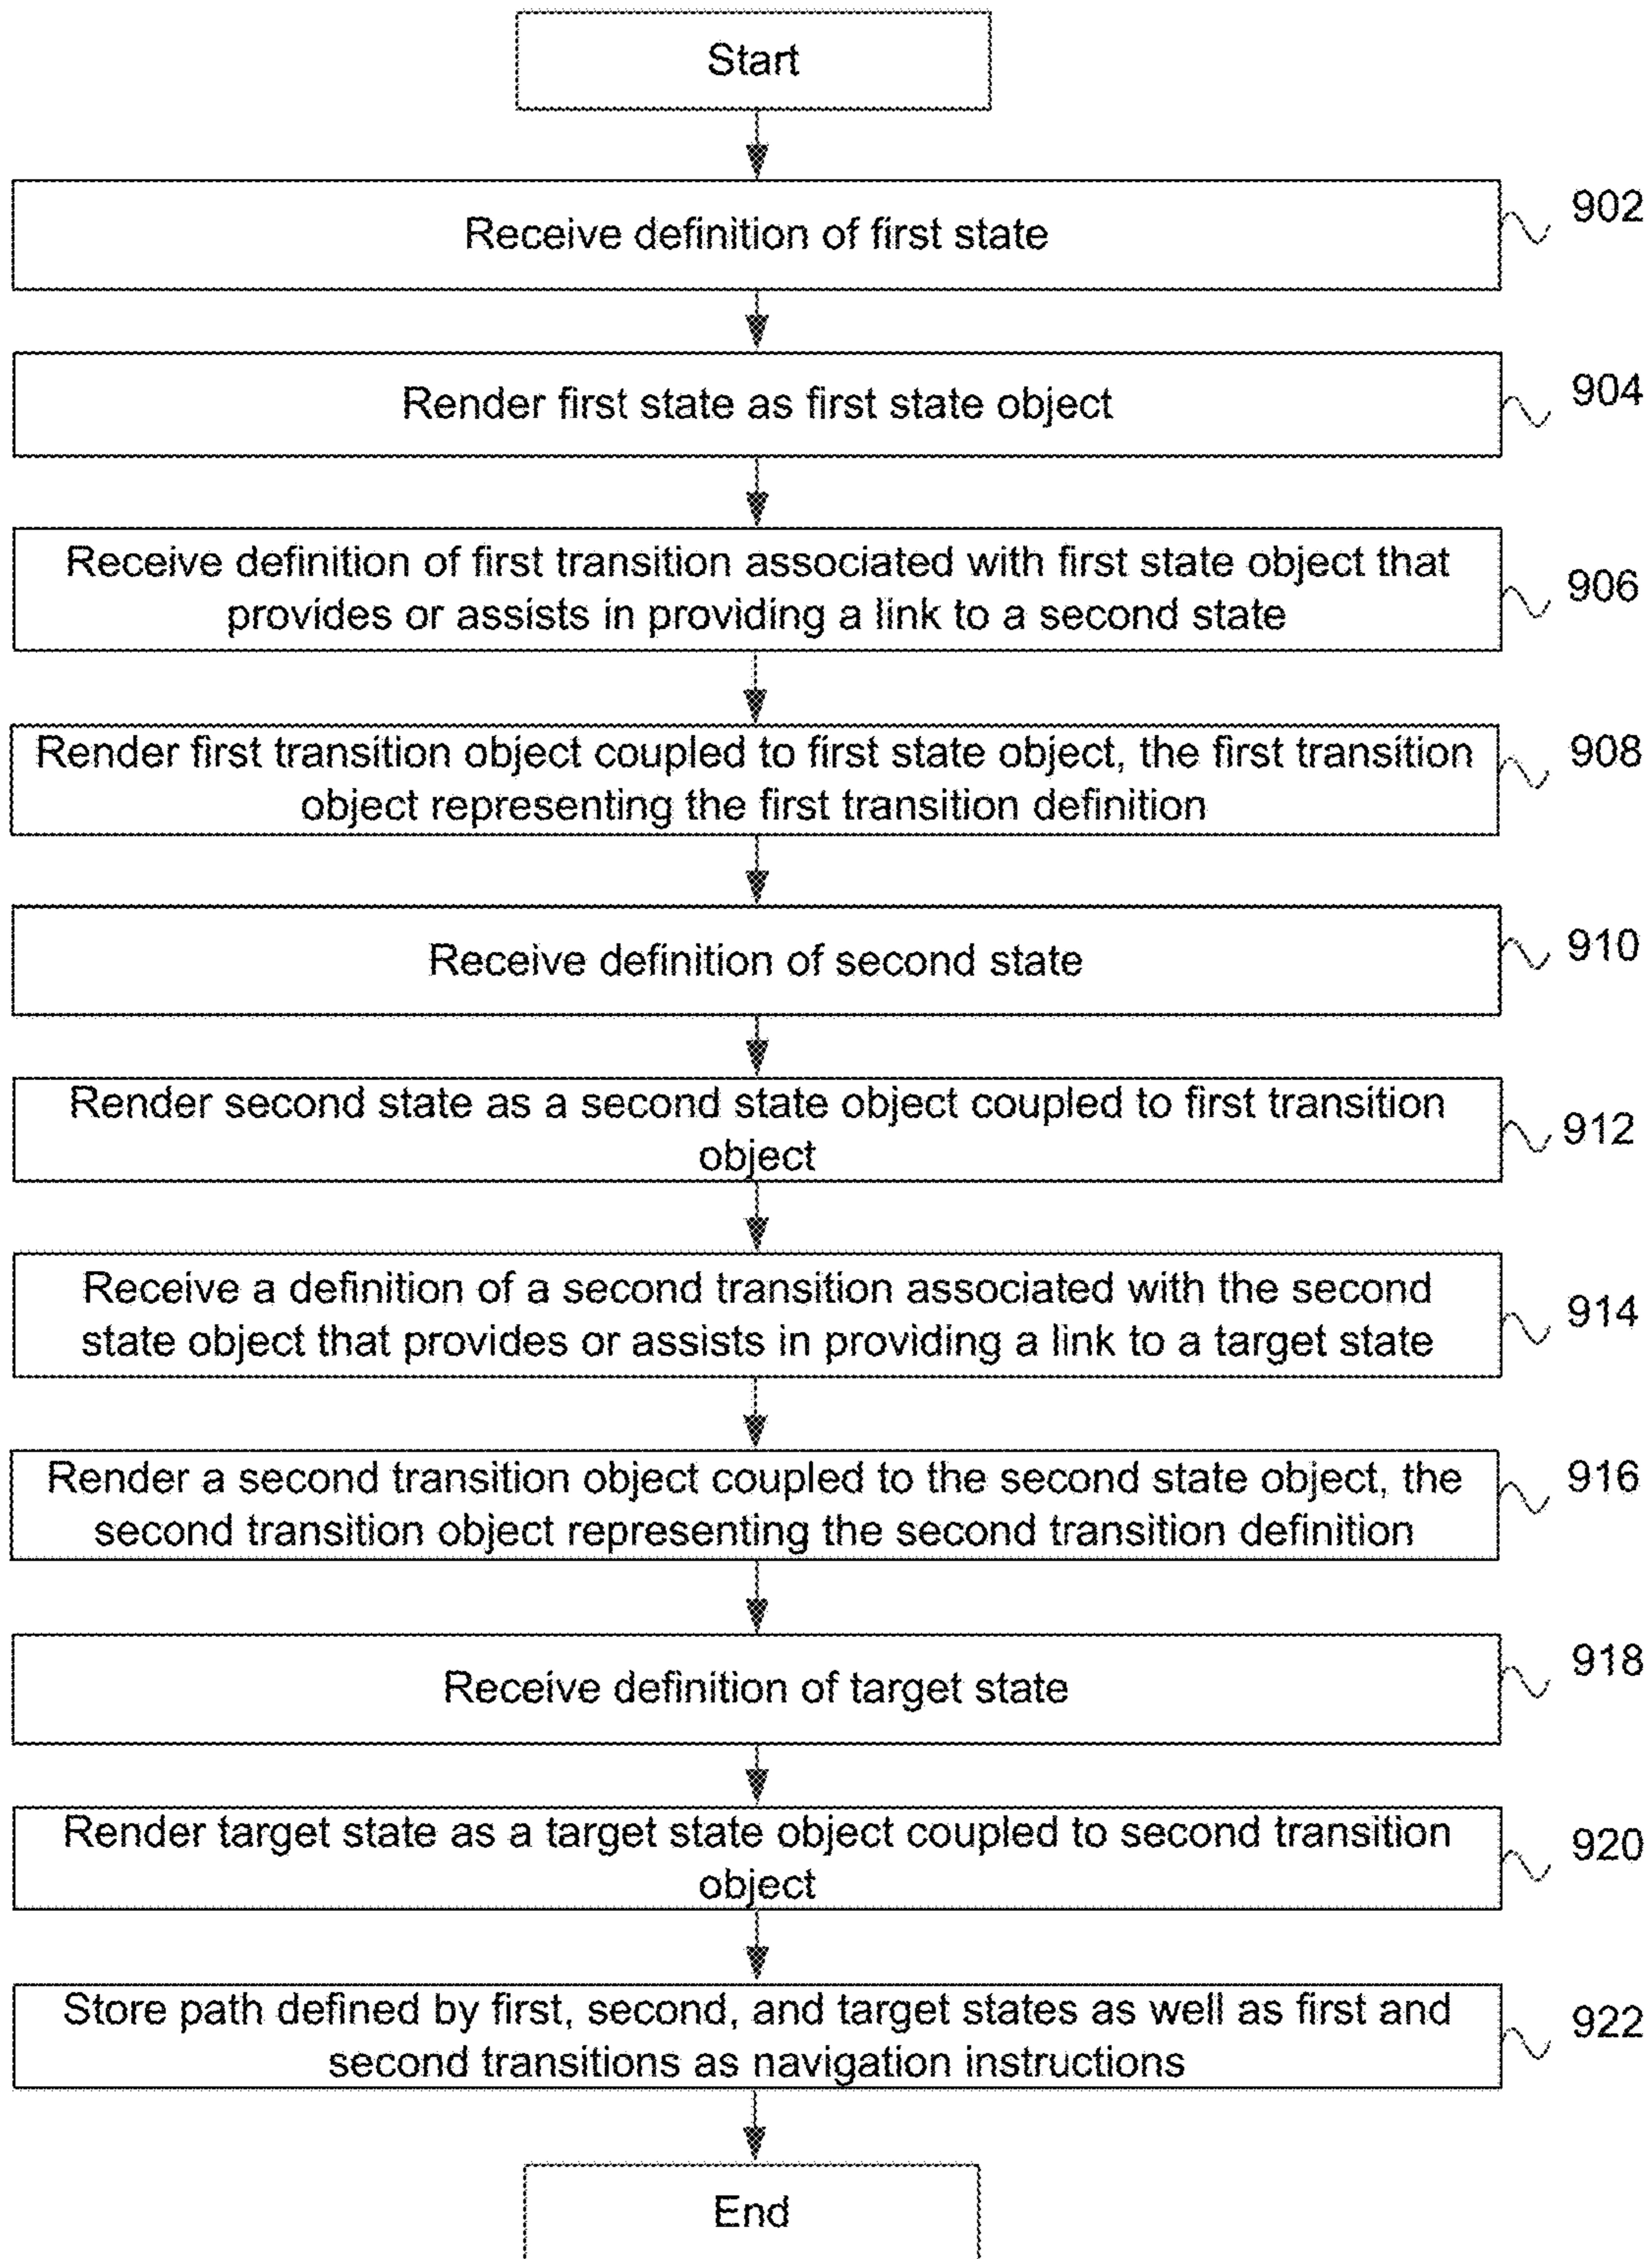 Start
Receive definition of first state
902
Render first state as first state object
904
Receive definition of first transition associated with first state object that
provides or assists in providing a link to a second state
906
Render first transition object coupled to first state object, the first transition
object representing the first transition definition
908
Receive definition of second state
910
Render second state as a second state object coupled to first transition
object
912
Receive a definition of a second transition associated with the second
state object that provides or assists in providing a link to a target state
914
Render a second transition object coupled to the second state object, the
second transition object representing the second transition definition
916
Receive definition of target state
918
Render target state as a target state object coupled to second transition
object
920
Store path defined by first, second, and target states as well as first and
second transitions as navigation instructions
922
End